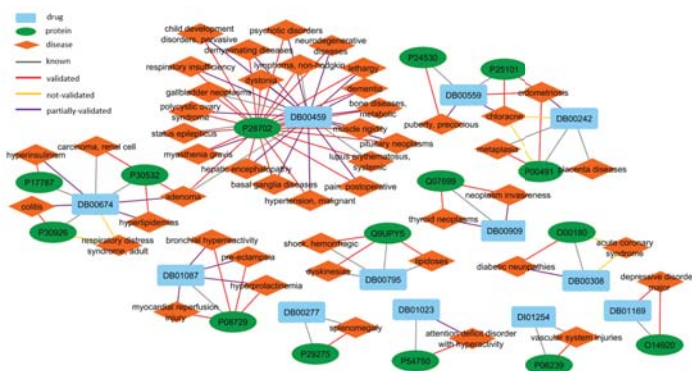 drug
protein
disease
known
validated
not-validated
partially-validated
child development
disorders, pervasive
psychotic disorders
neurodegenerative
diseases
demyelinating diseases
respiratory insufficiency
lymphoma, non-hodgkin
lethargy
dystonia
dementia
gallbladder neoplasms
DB00459
bone diseases,
metabolic
polycystic ovary
syndrome
P28702
muscle rigidity
status epilepticus
pituitary neoplasms
myasthenia gravis
lupus erythematosus,
systemic
hepatic encephalopathy
basal ganglia diseases
pain, postoperative
hypertension, malignant
P24530
P25101
DB00559
endometriosis
chloracne
DB00242
puberty, precocious
metaplasia
P00491
placenta diseases
carcinoma, renal cell
hyperinsulinism
P17787
P30532
DB00674
adenoma
colitis
hyperlipidemias
P30926
respiratory distress
syndrome, adult
Q07699
neoplasm invasiveness
thyroid neoplasms
DB00909
bronchial hyperreactivity
pre-eclampsia
DB01087
hyperprolactinemia
myocardial reperfusion
injury
P08729
shock, hemorrhagic
Q9UPY5
lipidoses
dyskinesias
DB00795
O00180
acute coronary
syndrome
diabetic neuropathies
DB00308
depressive disorder,
major
DB00277
splenomegaly
P29275
DB01023
attention deficit disorder
with hyperactivity
P54750
DI01254
vascular system injuries
P06239
DB01169
O14920